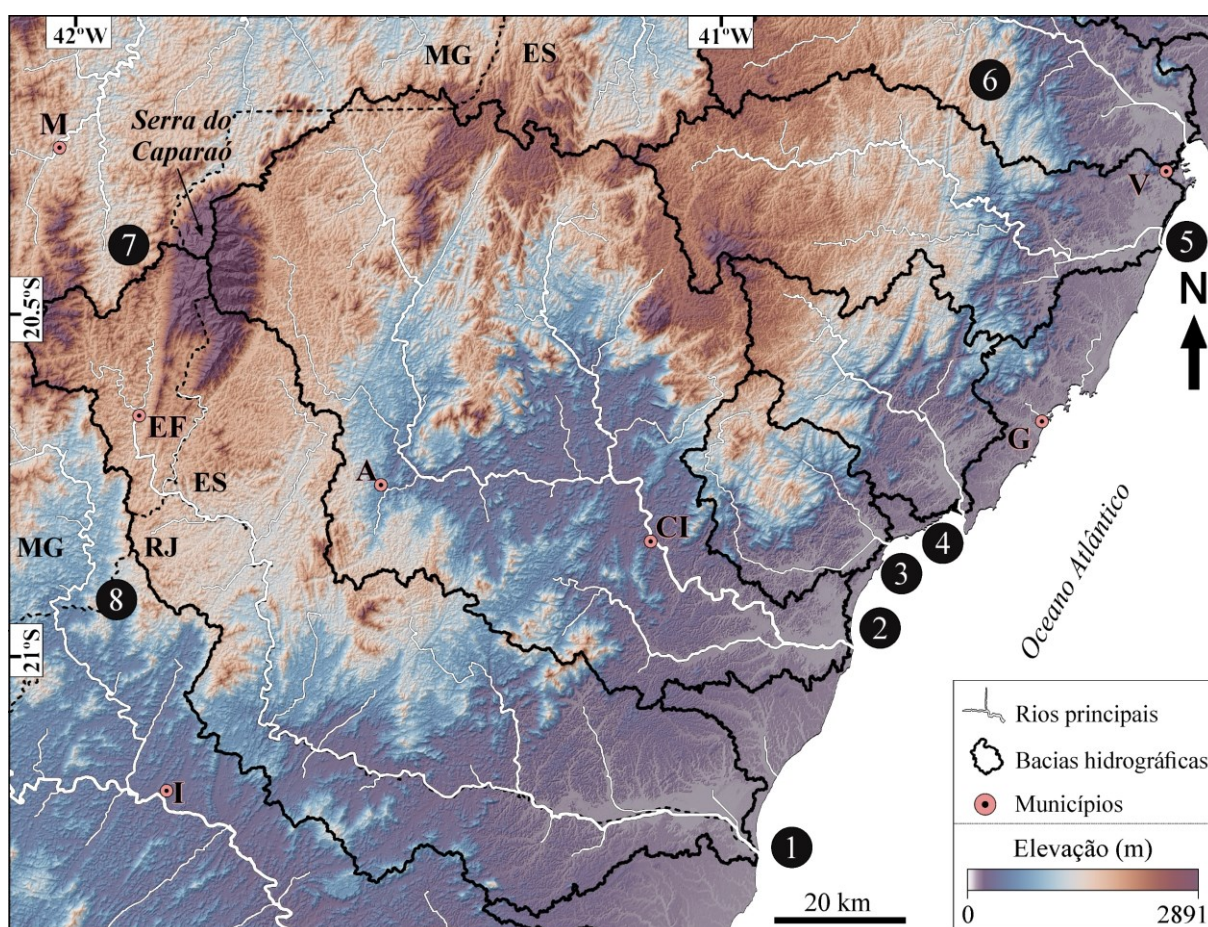 42ºW
41ºW
MG
ES
6
M
Serra do
Caparaó
V
7
5
N
20.5ºS
EF
G
A
ES
CI
MG
RJ
4
3
8
2
21ºS
Oceano Atlântico
I
1
20 km
Rios principais
Bacias hidrográficas
Municípios
Elevação (m)
0
2891